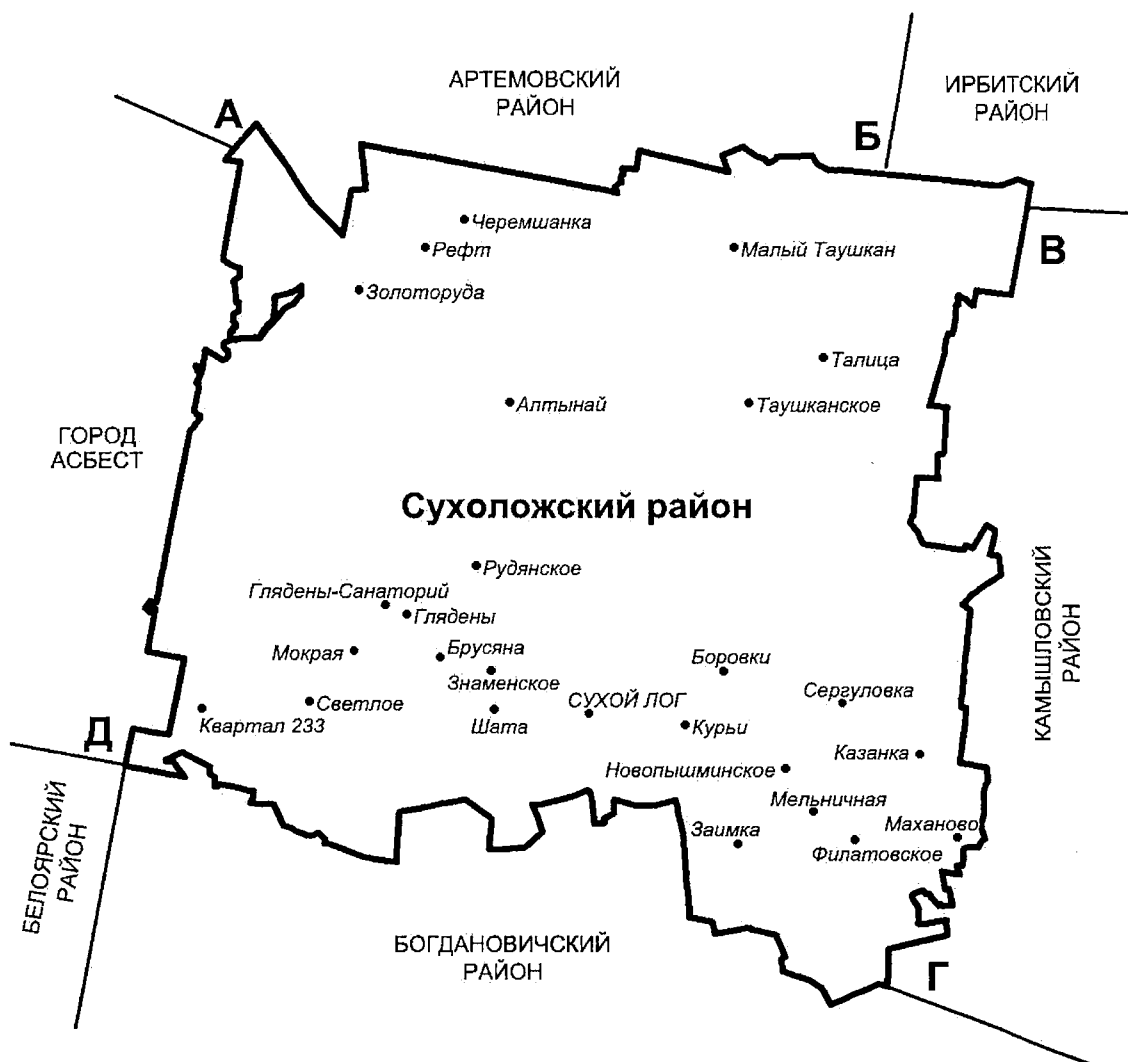 АРТЕМОВСКИЙ
РАЙОН
ИРБИТСКИЙ
РАЙОН
А
Б
В
Черемшанка
Рефт
Малый Таушкан
Золоторуда
Талица
Алтынай
Таушканское
ГОРОД
АСБЕСТ
Сухоложский район
КАМЫШЛОВСКИЙ
РАЙОН
Рудянское
Глядены-Санаторий
Глядены
Мокрая
Брусяна
Знаменское
Боровки
Светлое
СУХОЙ ЛОГ
Сергуловка
Квартал 233
Шата
Курьи
Д
Казанка
Новопышминское
Мельничная
Заимка
Маханово
Филатовское
БЕЛОЯРСКИЙ
РАЙОН
БОГДАНОВИЧСКИЙ
РАЙОН
Г